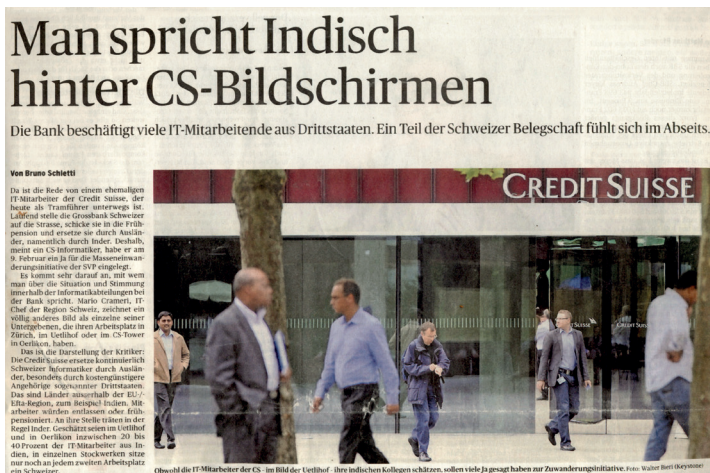 Man spricht Indisch
hinter CS-Bildschirmen
Die Bank beschäftigt viele IT-Mitarbeitende aus Drittstaaten. Ein Teil der Schweizer Belegschaft fühlt sich im Abseits.
Von Bruno Schletti
Da ist die Rede von einem ehemaligen
IT-Mitarbeiter der Credit Suisse, der
heute als Tramführer unterwegs ist.
Laufend stelle die Grossbank Schweizer
auf die Strasse, schicke sie in die Früh-
pension und ersetze sie durch Auslän-
der, namentlich durch Inder. Deshalb,
meint ein CS-Informatiker, habe er am
9. Februar ein Ja für die Masseneinwan-
derungsinitiative der SVP eingelegt.
Es kommt sehr darauf an, mit wem
man über die Situation und Stimmung
innerhalb der Informatikabteilungen bei
der Bank spricht. Mario Crameri, IT-
Chef der Region Schweiz, zeichnet ein
völlig anderes Bild als einzelne seiner
Untergebenen, die ihren Arbeitsplatz in
Zürich, im Uetlihof oder im CS-Tower
in Oerlikon, haben.
Das ist die Darstellung der Kritiker:
Die Credit Suisse ersetze kontinuierlich
Schweizer Informatiker durch Auslän-
der, besonders durch kostengünstigere
Angehörige sogenannter Drittstaaten.
Das sind Länder ausserhalb der EU-/
Efta-Region, zum Beispiel Indien. Mit-
arbeiter würden entlassen oder früh-
pensioniert. An ihre Stelle träten in der
Regel Inder. Geschätzt seien im Uetlihof
und in Oerlikon inzwischen 20 bis
40 Prozent der IT-Mitarbeiter aus In-
dien, in einzelnen Stockwerken sitze
nur noch an jedem zweiten Arbeitsplatz
ein Schweizer.
CREDIT SUISSE
CREDIT SUISSE
Obwohl die IT-Mitarbeiter der CS - im Bild der Uetlihof - ihre indischen Kollegen schätzen, sollen viele Ja gesagt haben zur Zuwanderungsinitiative. Foto: Walter Bieri (Keystone)